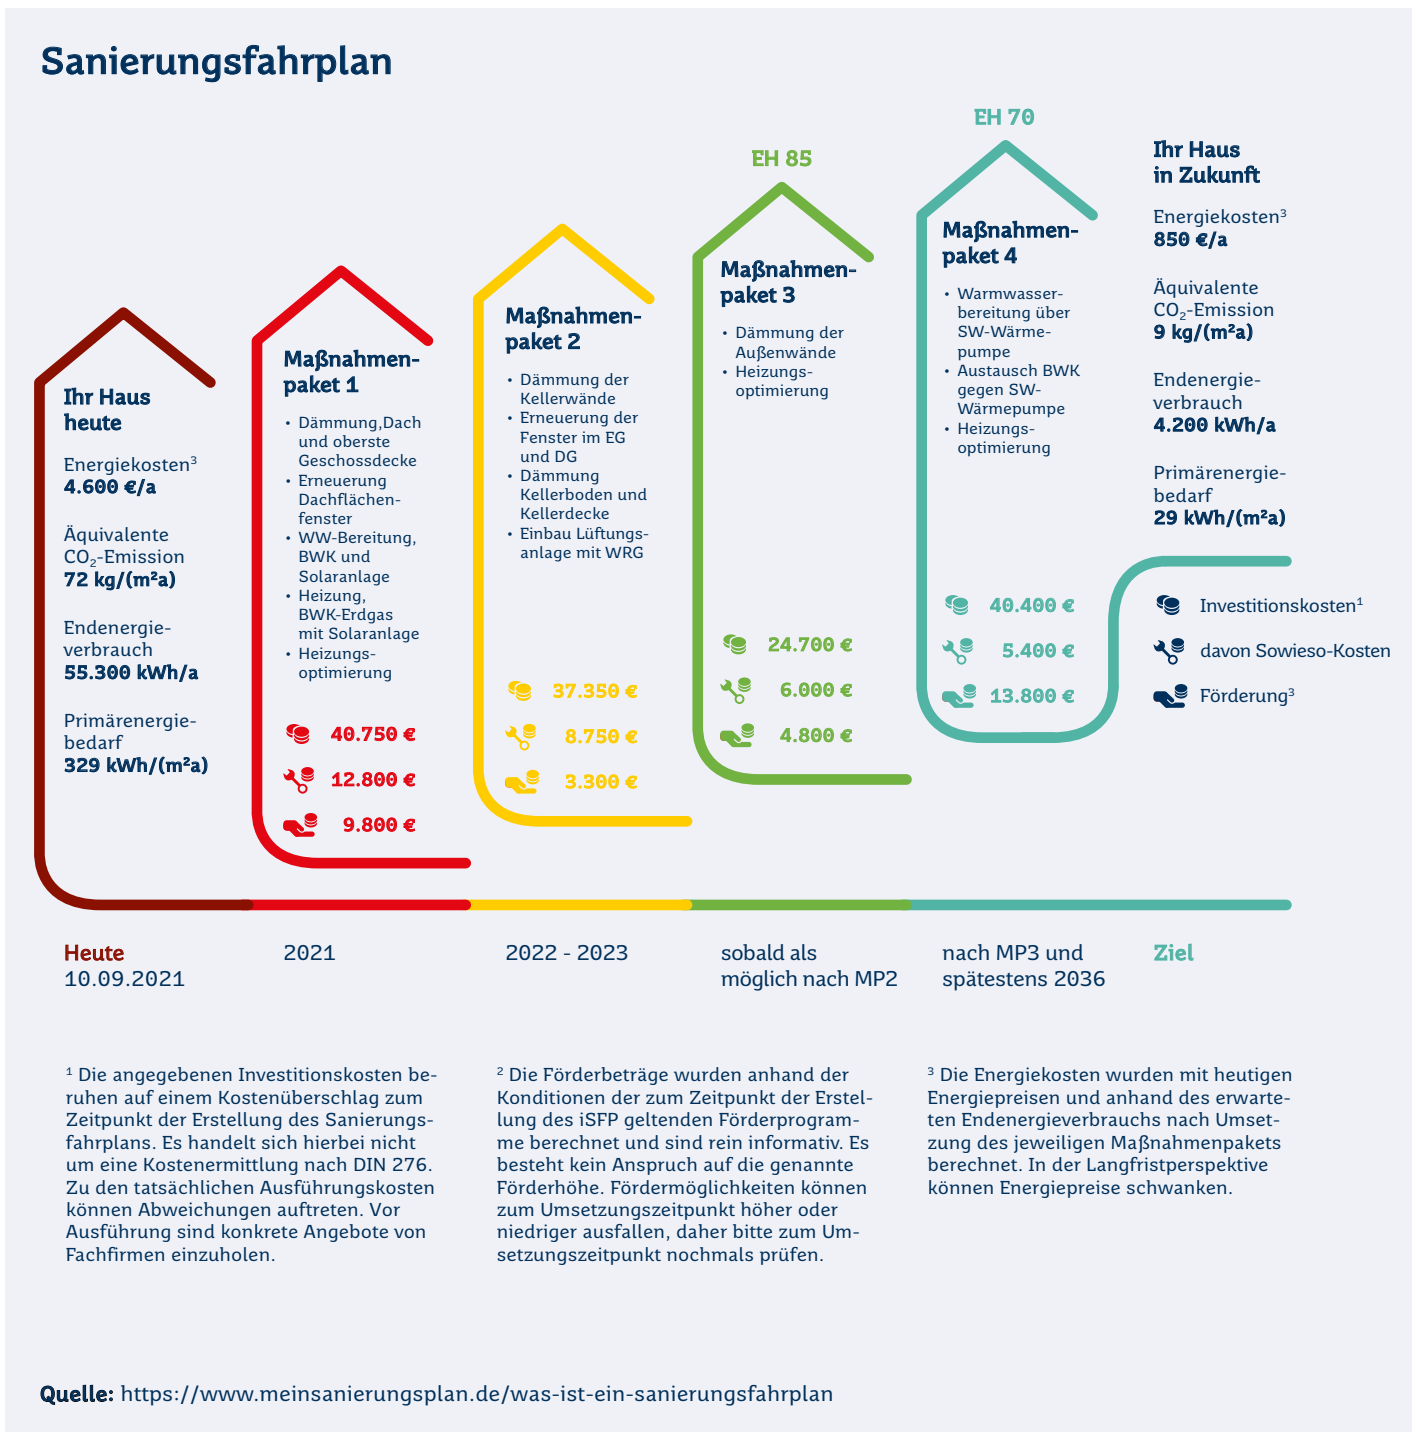 Sanierungsfahrplan
Ihr Haus
heute
Energiekosten³
4.600 €/a
Äquivalente
CO₂-Emission
72 kg/(m²a)
Endenergie-
verbrauch
55.300 kWh/a
Primärenergie-
bedarf
329 kWh/(m²a)
Maßnahmen-
paket 1
• Dämmung,Dach
und oberste
Geschossdecke
• Erneuerung
Dachflächen-
fenster
• WW-Bereitung,
BWK und
Solaranlage
• Heizung,
BWK-Erdgas
mit Solaranlage
• Heizungs-
optimierung
40.750 €
12.800 €
9.800 €
Maßnahmen-
paket 2
• Dämmung der
Kellerwände
• Erneuerung der
Fenster im EG
und DG
• Dämmung
Kellerboden und
Kellerdecke
• Einbau Lüftungs-
anlage mit WRG
37.350 €
8.750 €
3.300 €
EH 85
Maßnahmen-
paket 3
• Dämmung der
Außenwände
• Heizungs-
optimierung
24.700 €
6.000 €
4.800 €
EH 70
Maßnahmen-
paket 4
• Warmwasser-
bereitung über
SW-Wärme-
pumpe
• Austausch BWK
gegen SW-
Wärmepumpe
• Heizungs-
optimierung
40.400 €
5.400 €
13.800 €
Ihr Haus
in Zukunft
Energiekosten³
850 €/a
Äquivalente
CO₂-Emission
9 kg/(m²a)
Endenergie-
verbrauch
4.200 kWh/a
Primärenergie-
bedarf
29 kWh/(m²a)
Investitionskosten¹
davon Sowieso-Kosten
Förderung³
Heute
10.09.2021
2021
2022 - 2023
sobald als
möglich nach MP2
nach MP3 und
spätestens 2036
Ziel
¹ Die angegebenen Investitionskosten be-
ruhen auf einem Kostenüberschlag zum
Zeitpunkt der Erstellung des Sanierungs-
fahrplans. Es handelt sich hierbei nicht
um eine Kostenermittlung nach DIN 276.
Zu den tatsächlichen Ausführungskosten
können Abweichungen auftreten. Vor
Ausführung sind konkrete Angebote von
Fachfirmen einzuholen.
² Die Förderbeträge wurden anhand der
Konditionen der zum Zeitpunkt der Erstel-
lung des iSFP geltenden Förderprogram-
me berechnet und sind rein informativ. Es
besteht kein Anspruch auf die genannte
Förderhöhe. Fördermöglichkeiten können
zum Umsetzungszeitpunkt höher oder
niedriger ausfallen, daher bitte zum Um-
setzungszeitpunkt nochmals prüfen.
³ Die Energiekosten wurden mit heutigen
Energiepreisen und anhand des erwarte-
ten Endenergieverbrauchs nach Umset-
zung des jeweiligen Maßnahmenpakets
berechnet. In der Langfristperspektive
können Energiepreise schwanken.
Quelle: https://www.meinsanierungsplan.de/was-ist-ein-sanierungsfahrplan